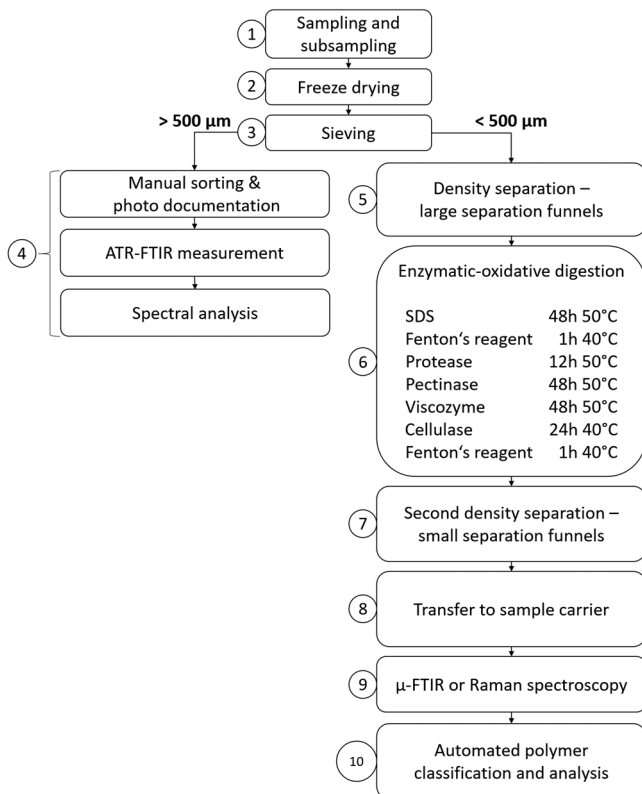 1
Sampling and
subsampling
2
Freeze drying
> 500 µm
3
Sieving
< 500 µm
4
Manual sorting &
photo documentation
ATR-FTIR measurement
Spectral analysis
5
Density separation –
large separation funnels
6
Enzymatic-oxidative digestion
SDS 48h 50°C
Fenton‘s reagent 1h 40°C
Protease 12h 50°C
Pectinase 48h 50°C
Viscozyme 48h 50°C
Cellulase 24h 40°C
Fenton‘s reagent 1h 40°C
7
Second density separation –
small separation funnels
8
Transfer to sample carrier
9
µ-FTIR or Raman spectroscopy
10
Automated polymer
classification and analysis